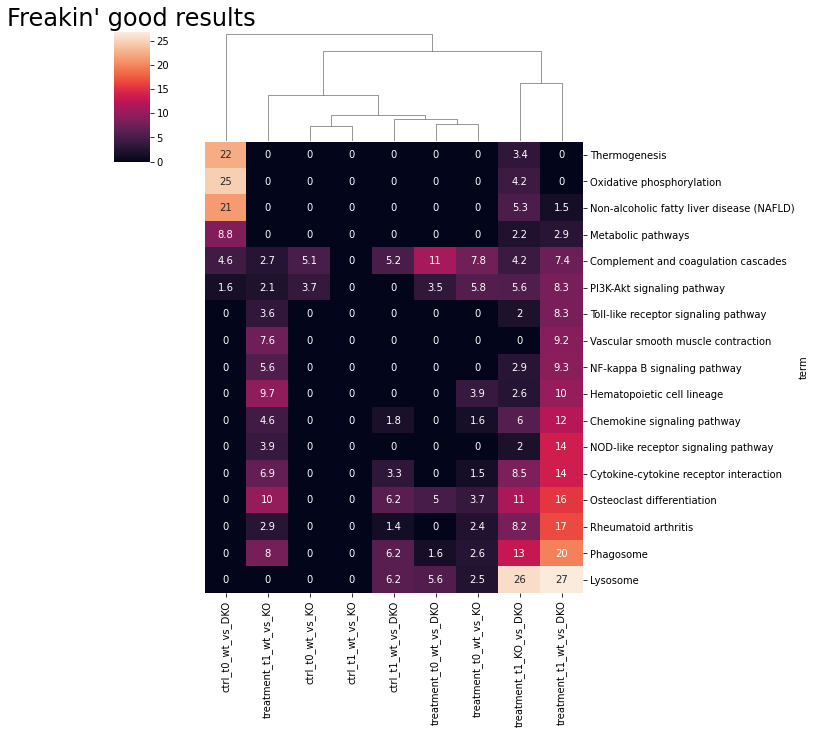 Freakin' good results
25
20
15
10
5
0
22 0 0 0 0 0 0 3.4 0 Thermogenesis
25 0 0 0 0 0 0 4.2 0 Oxidative phosphorylation
21 0 0 0 0 0 0 5.3 1.5 Non-alcoholic fatty liver disease (NAFLD)
8.8 0 0 0 0 0 0 2.2 2.9 Metabolic pathways
4.6 2.7 5.1 0 5.2 11 7.8 4.2 7.4 Complement and coagulation cascades
1.6 2.1 3.7 0 0 3.5 5.8 5.6 8.3 PI3K-Akt signaling pathway
0 3.6 0 0 0 0 0 2 8.3 Toll-like receptor signaling pathway
0 7.6 0 0 0 0 0 0 9.2 Vascular smooth muscle contraction
0 5.6 0 0 0 0 0 2.9 9.3 NF-kappa B signaling pathway
0 9.7 0 0 0 0 3.9 2.6 10 Hematopoietic cell lineage
0 4.6 0 0 1.8 0 1.6 6 12 Chemokine signaling pathway
0 3.9 0 0 0 0 0 2 14 NOD-like receptor signaling pathway
0 6.9 0 0 3.3 0 1.5 8.5 14 Cytokine-cytokine receptor interaction
0 10 0 0 6.2 5 3.7 11 16 Osteoclast differentiation
0 2.9 0 0 1.4 0 2.4 8.2 17 Rheumatoid arthritis
0 8 0 0 6.2 1.6 2.6 13 20 Phagosome
0 0 0 0 6.2 5.6 2.5 26 27 Lysosome
term
ctrl_t0_wt_vs_DKO
treatment_t1_wt_vs_KO
ctrl_t0_wt_vs_KO
ctrl_t1_wt_vs_KO
ctrl_t1_wt_vs_DKO
treatment_t0_wt_vs_DKO
treatment_t0_wt_vs_KO
treatment_t1_KO_vs_DKO
treatment_t1_wt_vs_DKO